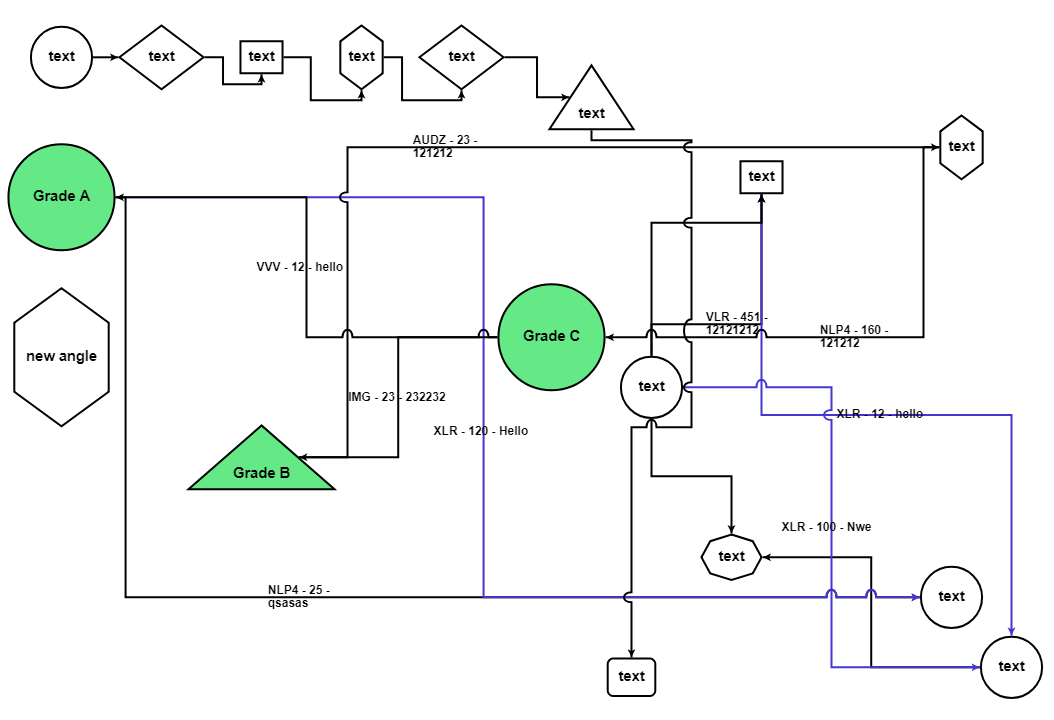 text
text
text
text
text
text
AUDZ - 23 -
121212
text
text
Grade A
VVV - 12 - hello
VLR - 451 -
12121212
NLP4 - 160 -
121212
Grade C
new angle
text
IMG - 23 - 232232
XLR - 12 - hello
XLR - 120 - Hello
Grade B
XLR - 100 - Nwe
text
NLP4 - 25 -
qsasas
text
text
text